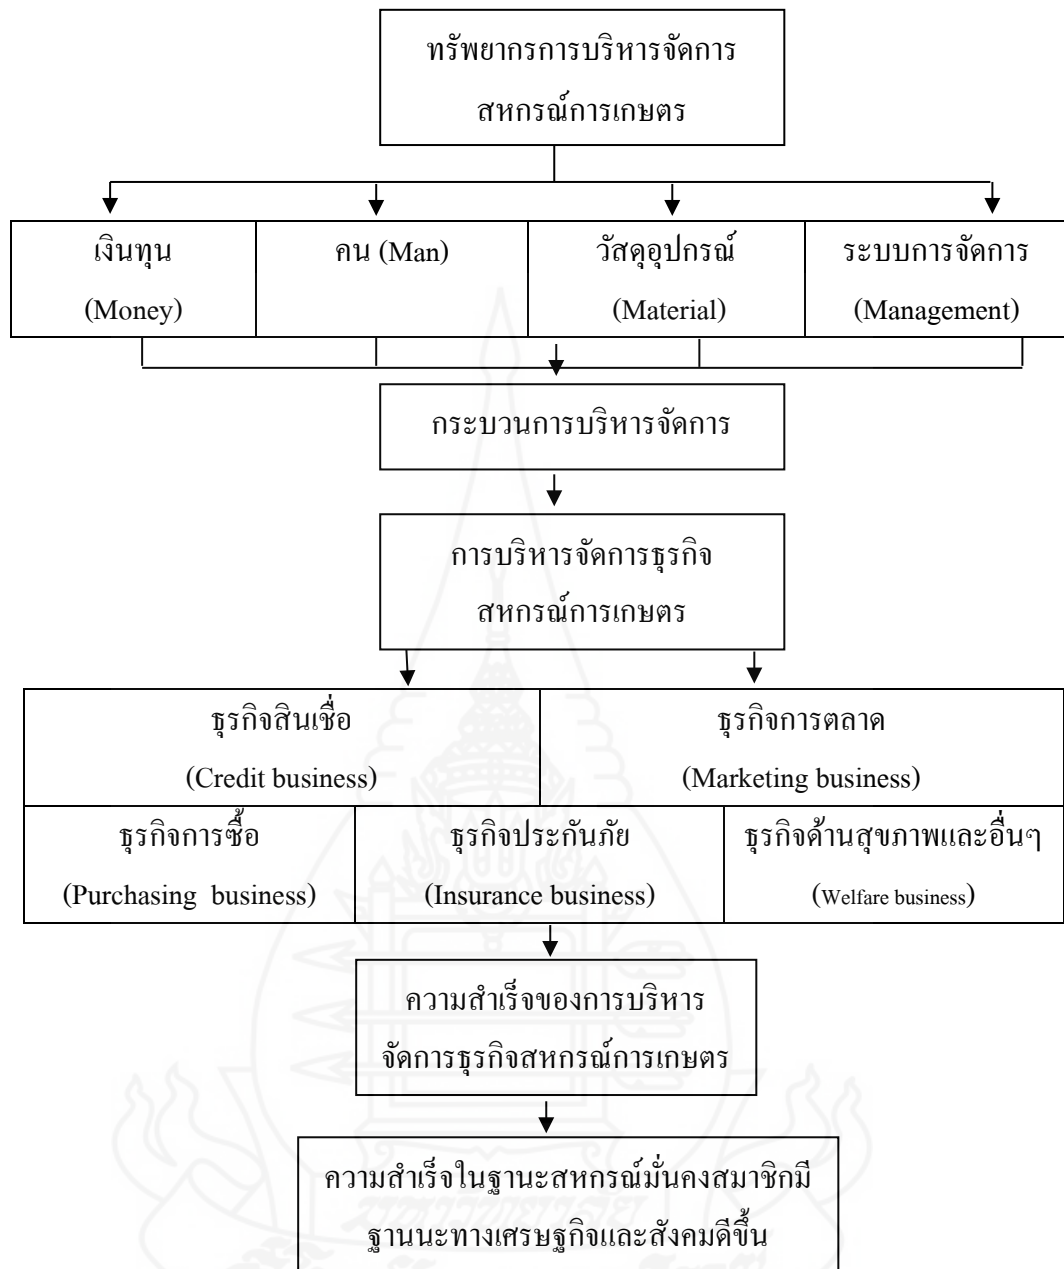 ทรัพยากรการบริหารจัดการ
สหกรณ์การเกษตร
เงินทุน
(Money)
คน (Man)
วัสดุอุปกรณ์
(Material)
ระบบการจัดการ
(Management)
กระบวนการบริหารจัดการ
การบริหารจัดการธุรกิจ
สหกรณ์การเกษตร
ธุรกิจสินเชื่อ
(Credit business)
ธุรกิจการตลาด
(Marketing business)
ธุรกิจการซื้อ
(Purchasing business)
ธุรกิจประกันภัย
(Insurance business)
ธุรกิจด้านสุขภาพและอื่นๆ
(Welfare business)
ความสำเร็จของการบริหาร
จัดการธุรกิจสหกรณ์การเกษตร
ความสำเร็จในฐานะสหกรณ์มั่นคงสมาชิกมี
ฐานนะทางเศรษฐกิจและสังคมดีขึ้น